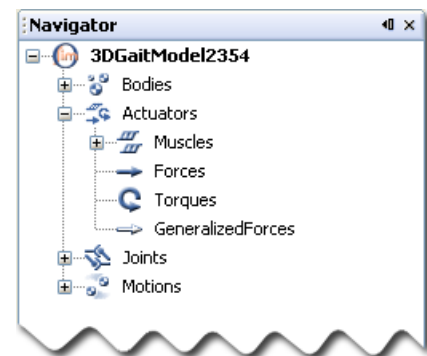 Navigator
3DGaitModel2354
Bodies
Actuators
Muscles
Forces
Torques
GeneralizedForces
Joints
Motions